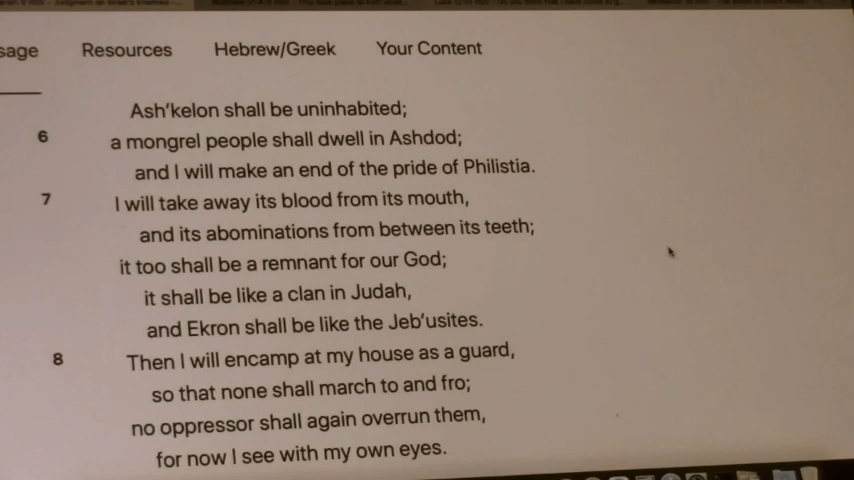 sage Resources Hebrew/Greek Your Content
Ash'kelon shall be uninhabited;
6 a mongrel people shall dwell in Ashdod;
and I will make an end of the pride of Philistia.
7 I will take away its blood from its mouth,
and its abominations from between its teeth;
it too shall be a remnant for our God;
it shall be like a clan in Judah,
and Ekron shall be like the Jeb'usites.
8 Then I will encamp at my house as a guard,
so that none shall march to and fro;
no oppressor shall again overrun them,
for now I see with my own eyes.